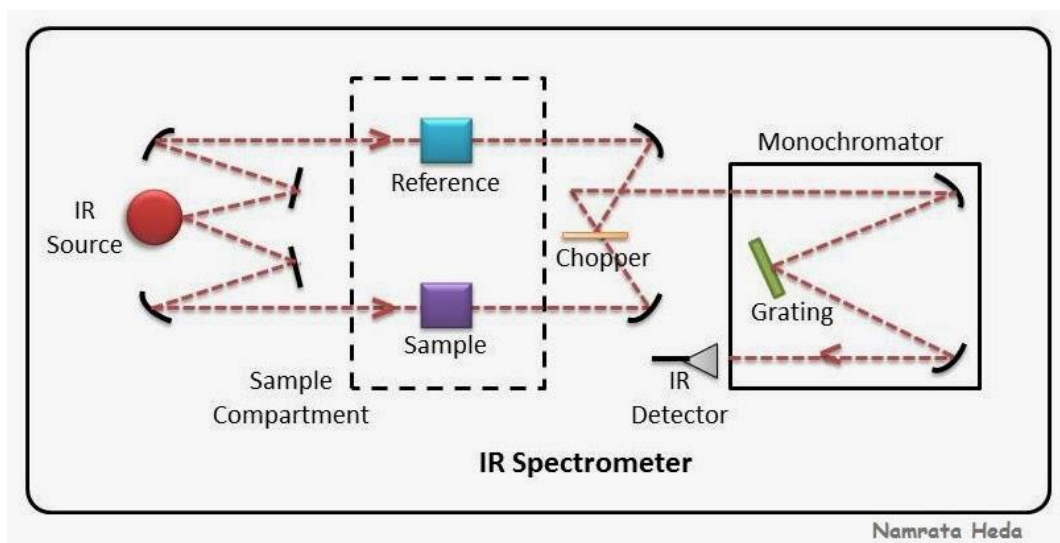 Monochromator
Reference
IR
Source
Chopper
Grating
Sample
Sample
Compartment
IR
Detector
IR Spectrometer
Namrata Heda